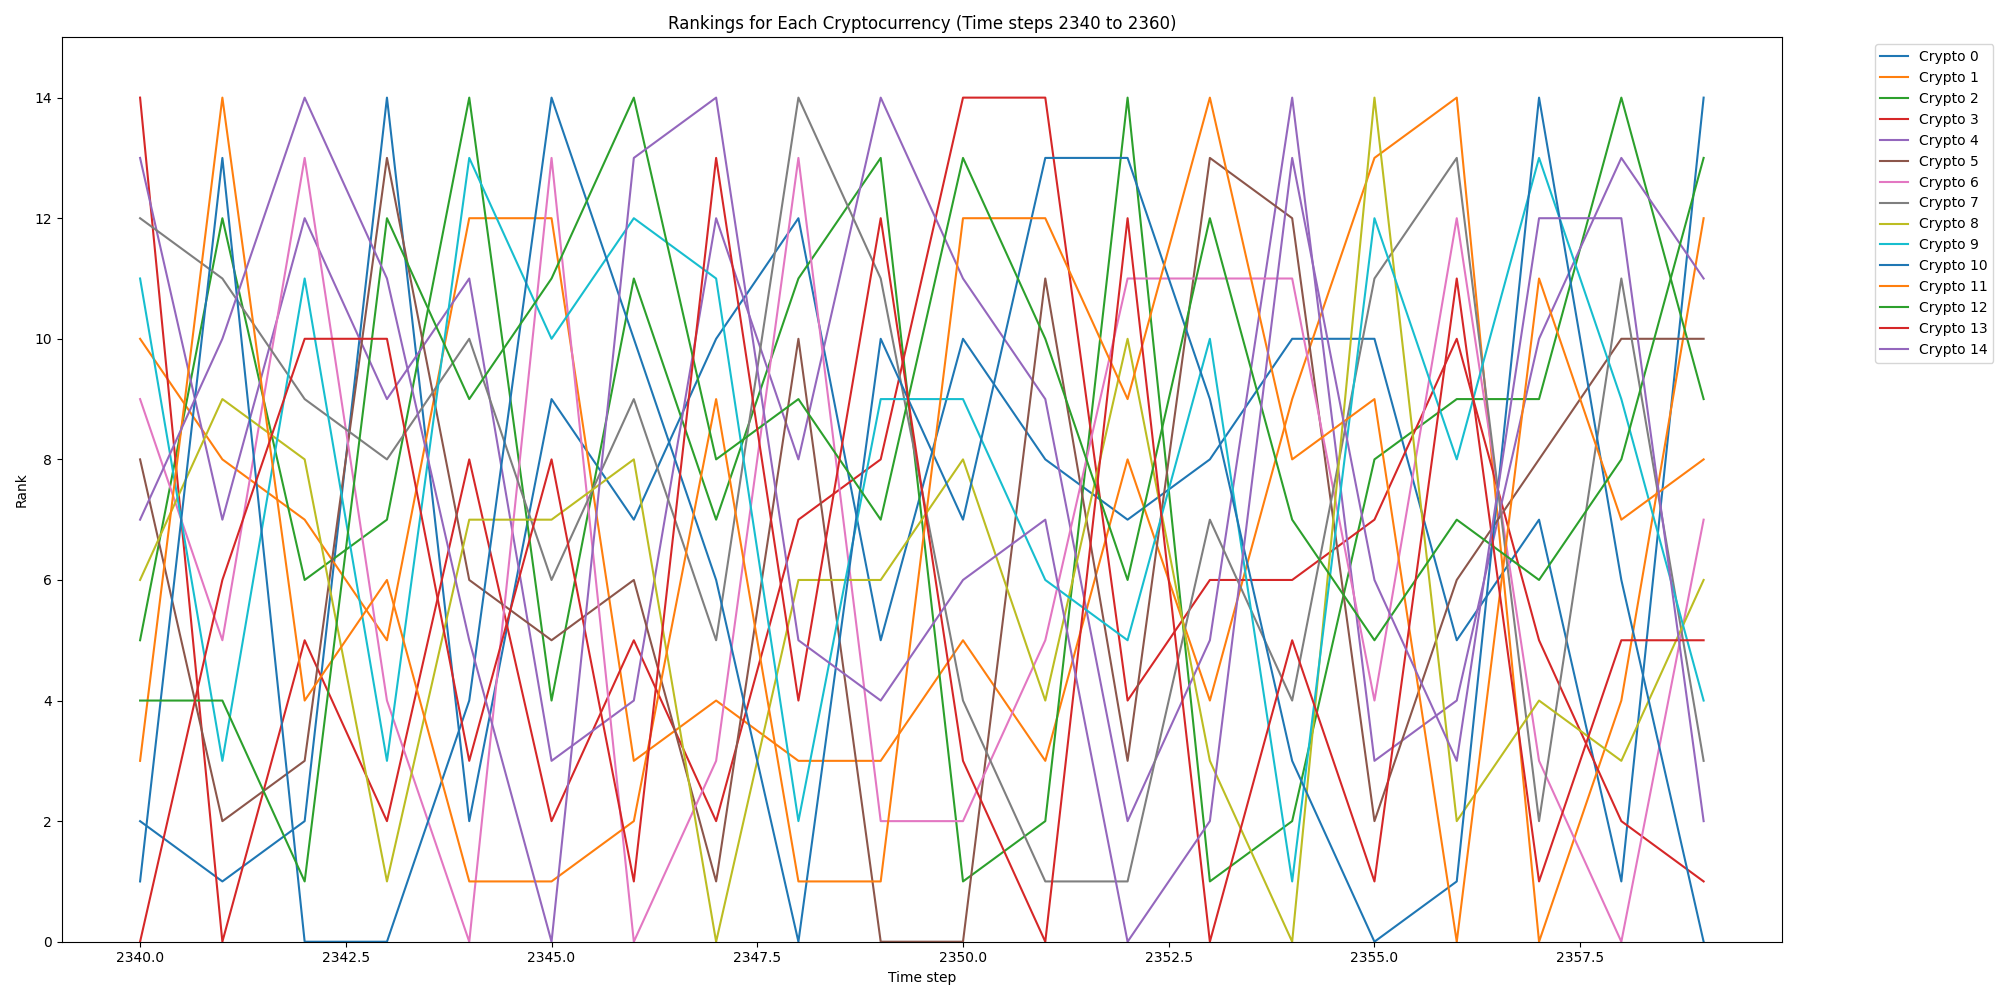 Rankings for Each Cryptocurrency (Time steps 2340 to 2360)
Rank
14
12
10
8
6
4
2
0
2340.0 2342.5 2345.0 2347.5 2350.0 2352.5 2355.0 2357.5
Time step
Crypto 0
Crypto 1
Crypto 2
Crypto 3
Crypto 4
Crypto 5
Crypto 6
Crypto 7
Crypto 8
Crypto 9
Crypto 10
Crypto 11
Crypto 12
Crypto 13
Crypto 14